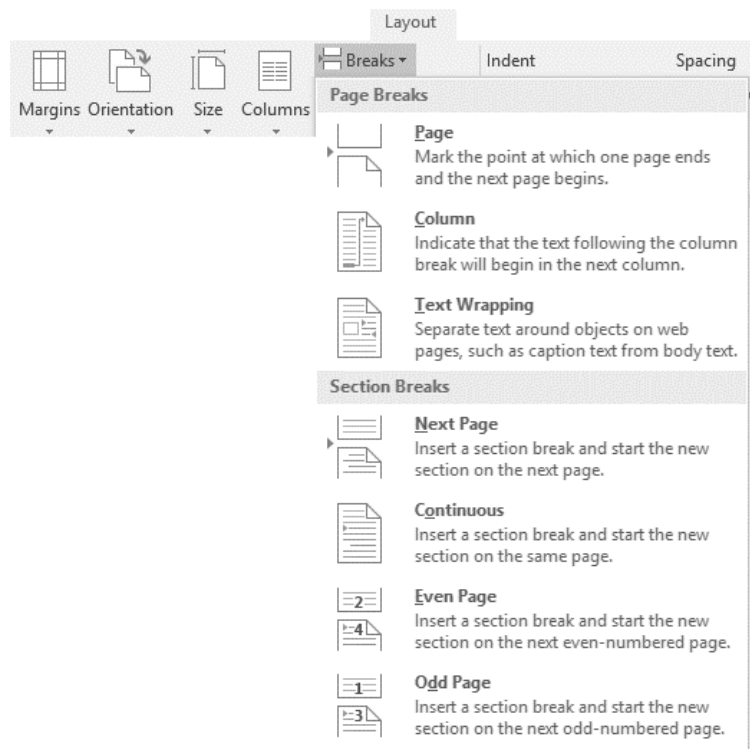 Layout
Breaks
Indent
Spacing
Margins
Orientation
Size
Columns
Page Breaks
Page
Mark the point at which one page ends
and the next page begins.
Column
Indicate that the text following the column
break will begin in the next column.
Text Wrapping
Separate text around objects on web
pages, such as caption text from body text.
Section Breaks
Next Page
Insert a section break and start the new
section on the next page.
Continuous
Insert a section break and start the new
section on the same page.
2
4
Even Page
Insert a section break and start the new
section on the next even-numbered page.
1
3
Odd Page
Insert a section break and start the new
section on the next odd-numbered page.